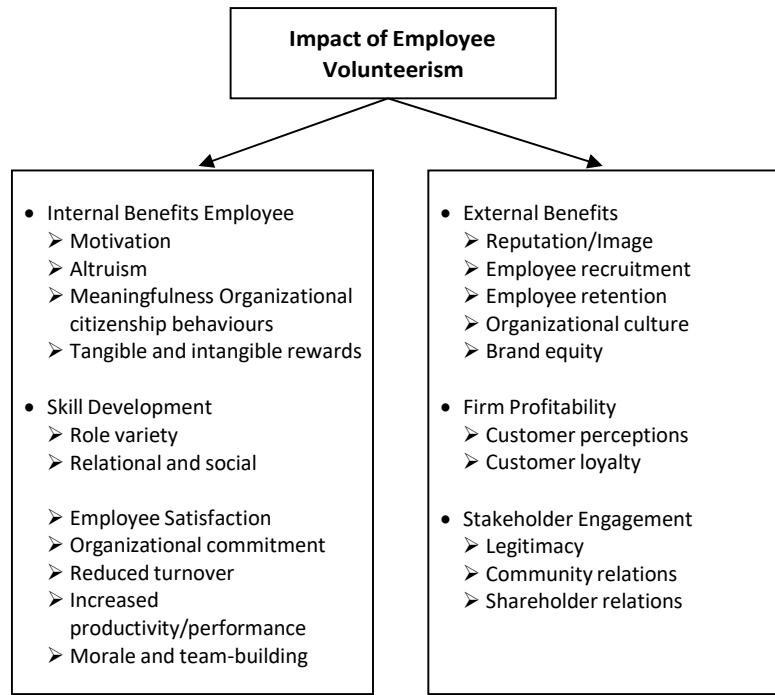 Impact of Employee
Volunteerism
• Internal Benefits Employee
➢ Motivation
➢ Altruism
➢ Meaningfulness Organizational
citizenship behaviours
➢ Tangible and intangible rewards
• Skill Development
➢ Role variety
➢ Relational and social
➢ Employee Satisfaction
➢ Organizational commitment
➢ Reduced turnover
➢ Increased
productivity/performance
➢ Morale and team-building
• External Benefits
➢ Reputation/Image
➢ Employee recruitment
➢ Employee retention
➢ Organizational culture
➢ Brand equity
• Firm Profitability
➢ Customer perceptions
➢ Customer loyalty
• Stakeholder Engagement
➢ Legitimacy
➢ Community relations
➢ Shareholder relations